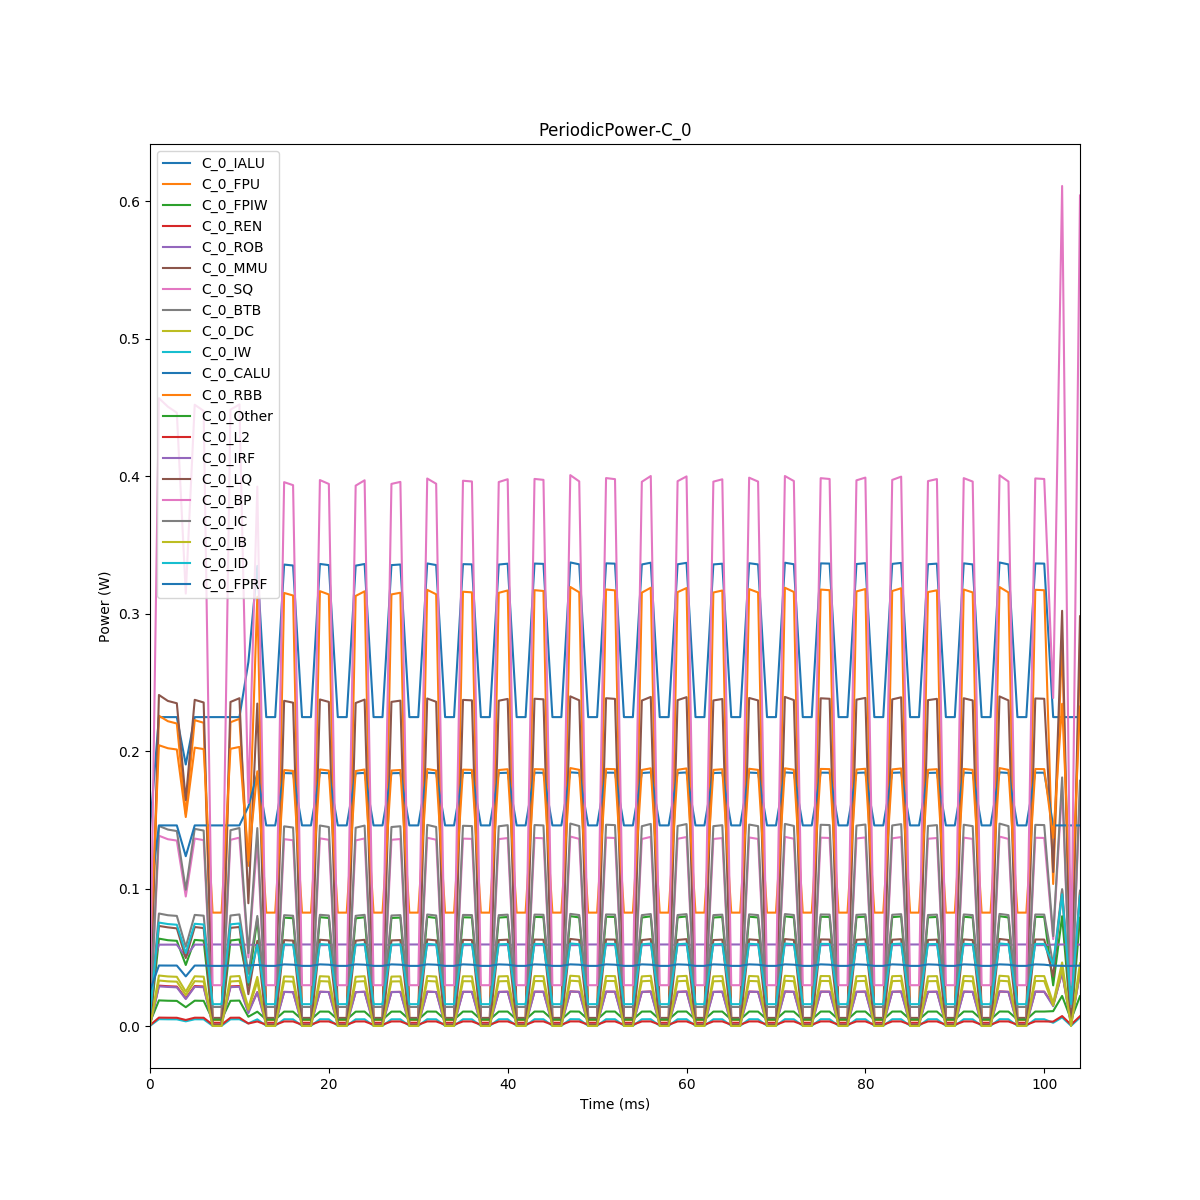 PeriodicPower-C_0
C_0_IALU
C_0_FPU
C_0_FPIW
C_0_REN
C_0_ROB
C_0_MMU
C_0_SQ
C_0_BTB
C_0_DC
C_0_IW
C_0_CALU
C_0_RBB
C_0_Other
C_0_L2
C_0_IRF
C_0_LQ
C_0_BP
C_0_IC
C_0_IB
C_0_ID
C_0_FPRF
0.6
0.5
0.4
0.3
0.2
0.1
0.0
Power (W)
0 20 40 60 80 100
Time (ms)